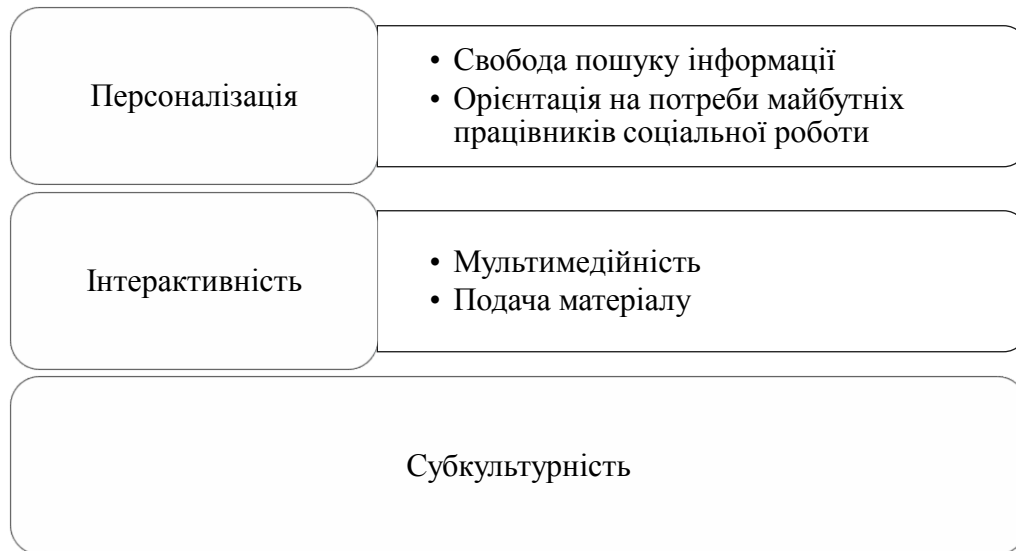 Персоналізація
• Свобода пошуку інформації
• Орієнтація на потреби майбутніх
працівників соціальної роботи
Інтерактивність
• Мультимедійність
• Подача матеріалу
Субкультурність